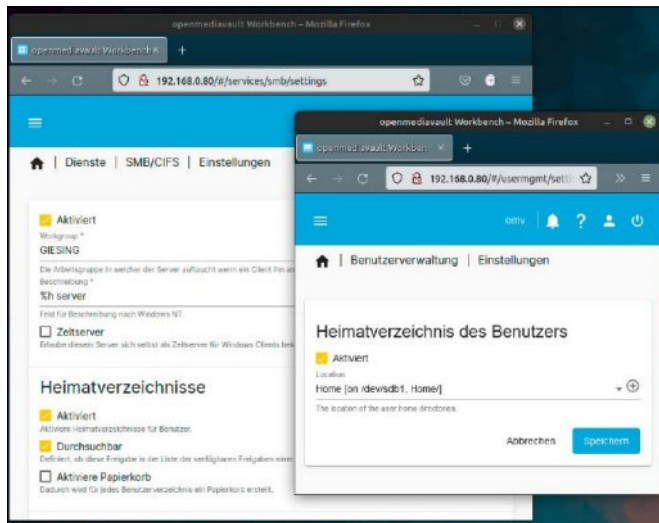 openmediavault Workbench – Mozilla Firefox
openmediavault Workbench
192.168.0.80/#/services/smb/settings
| Dienste | SMB/CIFS | Einstellungen
Aktiviert
Workgroup *
GIESING
Die Arbeitsgruppe in welcher der Server auftaucht wenn ein Client ihn an
Beschreibung *
%h server
Feld für Beschreibung nach Windows NT.
Zeitserver
Erlaube diesem Server sich selbst als Zeitserver für Windows Clients bek
Heimatverzeichnisse
Aktiviert
Aktiviere Heimatverzeichnisse für Benutzer.
Durchsuchbar
Definiert, ob diese Freigabe in der Liste der verfügbaren Freigaben einer
Aktiviere Papierkorb
Dadurch wird für jedes Benutzerverzeichnis ein Papierkorb erstellt.
openmediavault Workbench – Mozilla Firefox
openmediavault Workben
192.168.0.80/#/usermgmt/sett
omv
| Benutzerverwaltung | Einstellungen
Heimatverzeichnis des Benutzers
Aktiviert
Location
Home [on /dev/sdb1, Home/]
The location of the user home directories.
Abbrechen Speichern